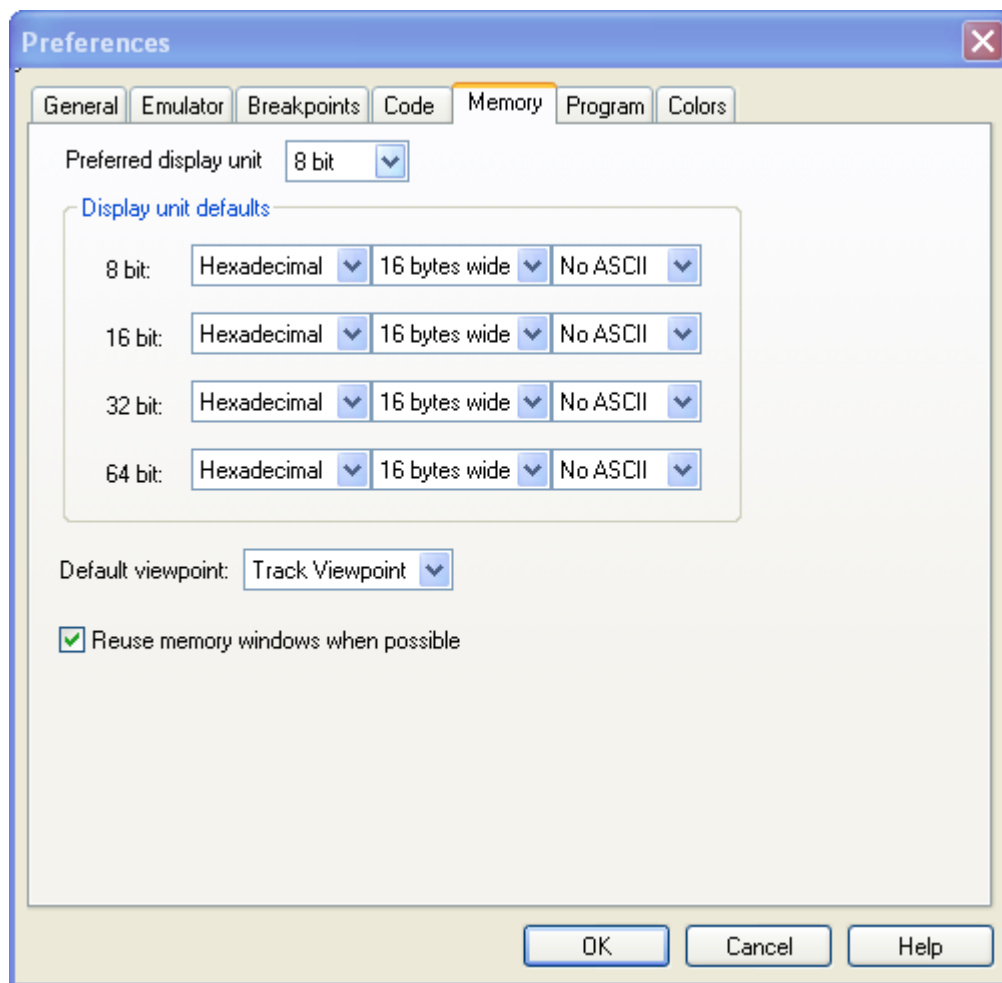 Preferences
General Emulator Breakpoints Code Memory Program Colors
Preferred display unit 8 bit
Display unit defaults
8 bit: Hexadecimal 16 bytes wide No ASCII
16 bit: Hexadecimal 16 bytes wide No ASCII
32 bit: Hexadecimal 16 bytes wide No ASCII
64 bit: Hexadecimal 16 bytes wide No ASCII
Default viewpoint: Track Viewpoint
Reuse memory windows when possible
OK Cancel Help